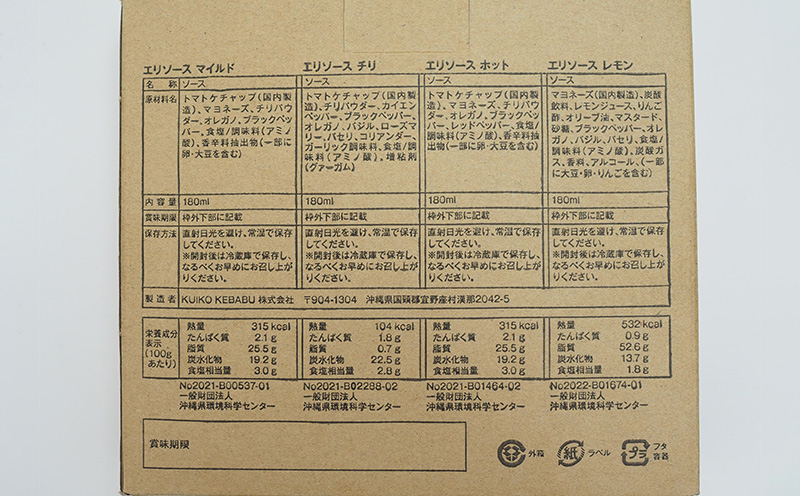 エリソース マイルド
エリソース チリ
エリソース ホット
エリソース レモン
名 称
ソース
ソース
ソース
ソース
原材料名
トマトケチャップ(国内製
造)、マヨネーズ、チリパウ
ダー、オレガノ、ブラックペッ
パー、食塩/調味料(アミノ
酸)、香辛料抽出物(一部に
卵・大豆を含む)
トマトケチャップ(国内製
造)、チリパウダー、カイエン
ペッパー、ブラックペッパー、
オレガノ、バジル、ローズマ
リー、パセリ、コリアンダー、
ガーリック調味料、食塩/調
味料(アミノ酸)。増粘剤
(グァーガム)
トマトケチャップ(国内製
造)、マヨネーズ、チリパウ
ダー、オレガノ、ブラックペッ
パー、レッドペッパー、食塩/
調味料(アミノ酸)、香辛料
抽出物(一部に卵・大豆を
含む)
マヨネーズ(国内製造)、炭酸
飲料、レモンジュース、りんご
酢、オリーブ油、マスタード、
砂糖、ブラックペッパー、オレ
ガノ、バジル、パセリ、食塩/
調味料(アミノ酸)、炭酸ガ
ス、香料、アルコール、(一部
に大豆・卵・りんごを含む)
内 容 量
180ml
180ml
180ml
180ml
賞味期限
枠外下部に記載
枠外下部に記載
枠外下部に記載
枠外下部に記載
保存方法
直射日光を避け、常温で保存
してください。
※開封後は冷蔵庫で保存し、
なるべくお早めにお召し上が
りください。
直射日光を避け、常温で保存
してください。
※開封後は冷蔵庫で保存し、
なるべくお早めにお召し上が
りください。
直射日光を避け、常温で保存
してください。
※開封後は冷蔵庫で保存し、
なるべくお早めにお召し上が
りください。
直射日光を避け、常温で保存
してください。
※開封後は冷蔵庫で保存し、
なるべくお早めにお召し上が
りください。
製 造 者
KUIKO KEBABU 株式会社 〒904-1304 沖縄県国頭郡宜野座村漢那2042-5
栄養成分
表示
(100g
あたり)
熱量 315 kcal
たんぱく質 2.1 g
脂質 25.5 g
炭水化物 19.2 g
食塩相当量 3.0 g
熱量 104 kcal
たんぱく質 1.8 g
脂質 0.7 g
炭水化物 22.5 g
食塩相当量 2.8 g
熱量 315 kcal
たんぱく質 2.1 g
脂質 25.5 g
炭水化物 19.2 g
食塩相当量 3.0 g
熱量 532 kcal
たんぱく質 0.9 g
脂質 52.6 g
炭水化物 13.7 g
食塩相当量 1.8 g
No2021-B00537-01
一般財団法人
沖縄県環境科学センター
No2021-B02288-02
一般財団法人
沖縄県環境科学センター
No2021-B01464-02
一般財団法人
沖縄県環境科学センター
No2022-B01674-01
一般財団法人
沖縄県環境科学センター
賞味期限
外箱
紙
ラベル
プラ
フタ
容器